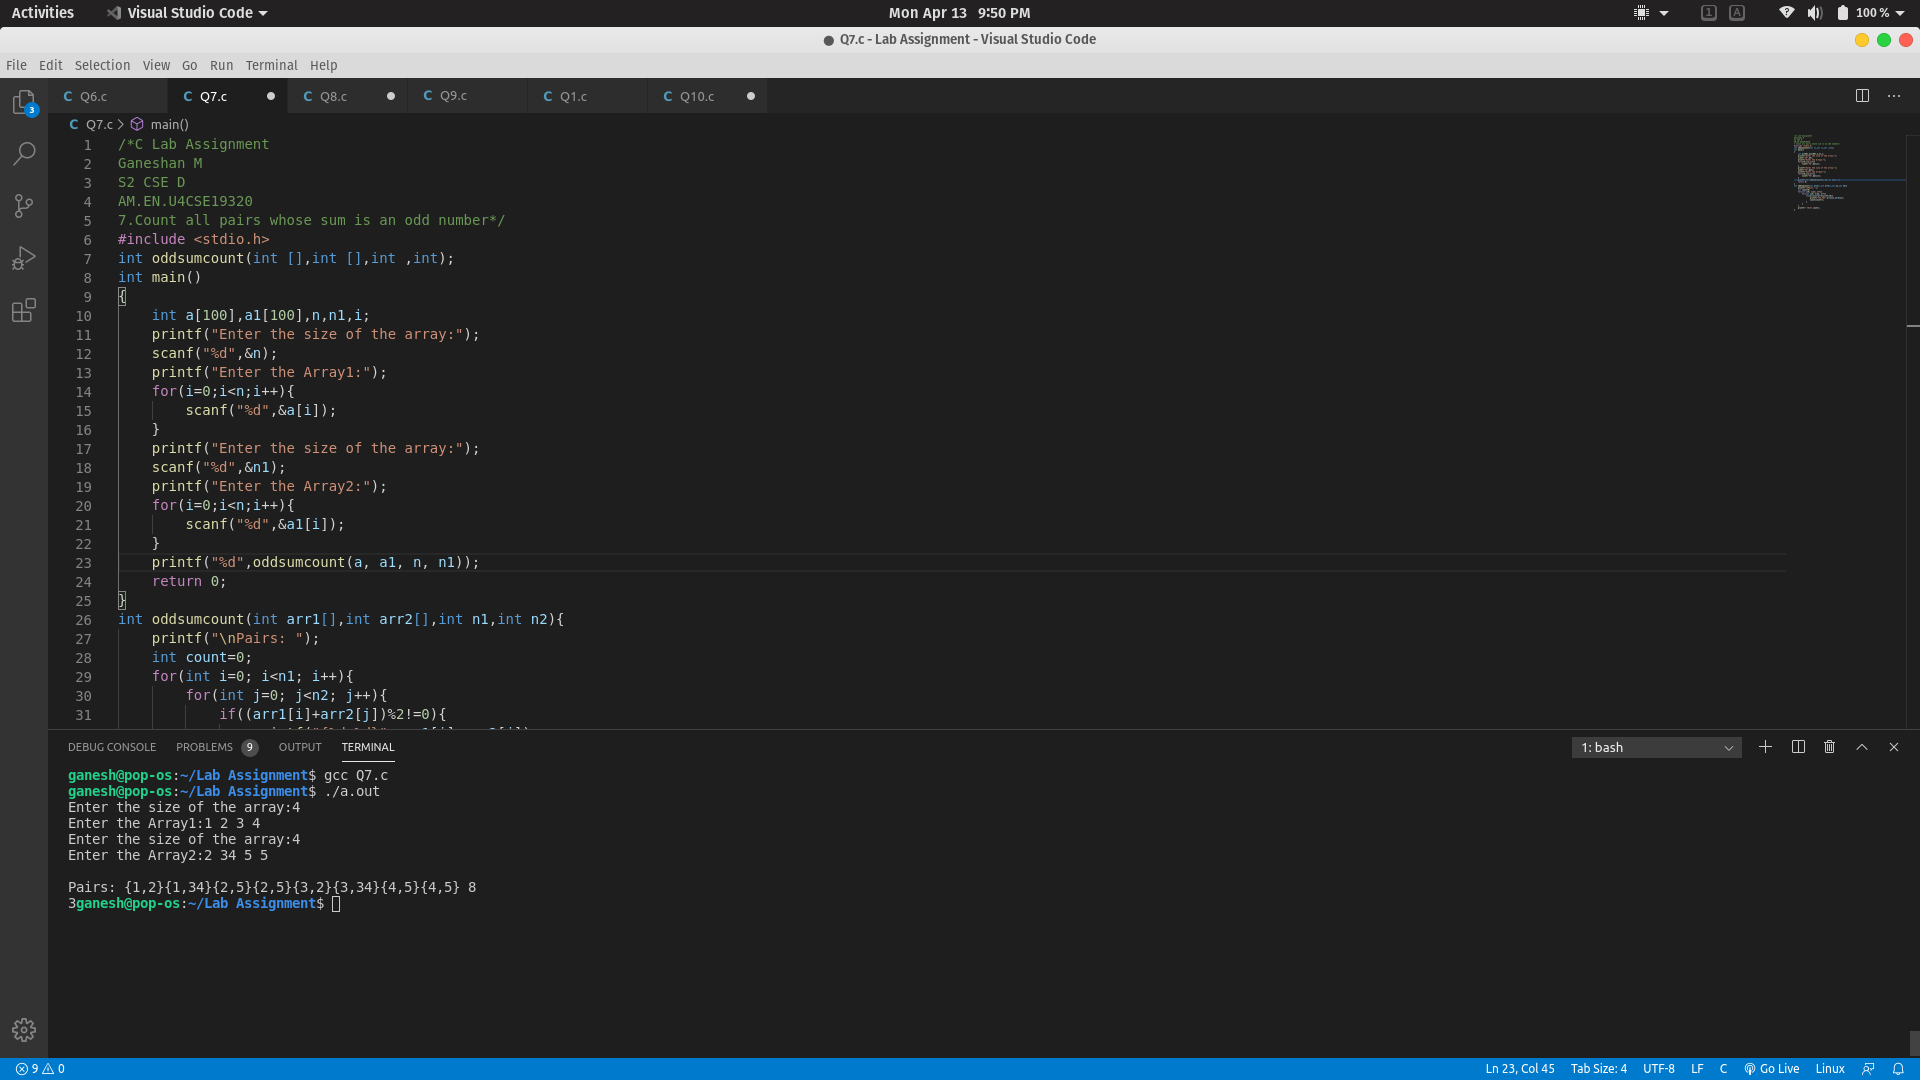 Activities Visual Studio Code Mon Apr 13 9:50 PM 1 A 100 %
Q7.c - Lab Assignment - Visual Studio Code
File Edit Selection View Go Run Terminal Help
3
C Q6.c C Q7.c C Q8.c C Q9.c C Q1.c C Q10.c
C Q7.c > main()
1 /*C Lab Assignment
2 Ganeshan M
3 S2 CSE D
4 AM.EN.U4CSE19320
5 7.Count all pairs whose sum is an odd number*/
6 #include <stdio.h>
7 int oddsumcount(int [],int [],int ,int);
8 int main()
9 {
10 int a[100],a1[100],n,n1,i;
11 printf("Enter the size of the array:");
12 scanf("%d",&n);
13 printf("Enter the Array1:");
14 for(i=0;i<n;i++){
15 scanf("%d",&a[i]);
16 }
17 printf("Enter the size of the array:");
18 scanf("%d",&n1);
19 printf("Enter the Array2:");
20 for(i=0;i<n;i++){
21 scanf("%d",&a1[i]);
22 }
23 printf("%d",oddsumcount(a, a1, n, n1));
24 return 0;
25 }
26 int oddsumcount(int arr1[],int arr2[],int n1,int n2){
27 printf("\nPairs: ");
28 int count=0;
29 for(int i=0; i<n1; i++){
30 for(int j=0; j<n2; j++){
31 if((arr1[i]+arr2[j])%2!=0){
DEBUG CONSOLE PROBLEMS 9 OUTPUT TERMINAL 1: bash
ganesh@pop-os:~/Lab Assignment$ gcc Q7.c
ganesh@pop-os:~/Lab Assignment$ ./a.out
Enter the size of the array:4
Enter the Array1:1 2 3 4
Enter the size of the array:4
Enter the Array2:2 34 5 5
Pairs: {1,2}{1,34}{2,5}{2,5}{3,2}{3,34}{4,5}{4,5} 8
3ganesh@pop-os:~/Lab Assignment$
9 0 Ln 23, Col 45 Tab Size: 4 UTF-8 LF C Go Live Linux